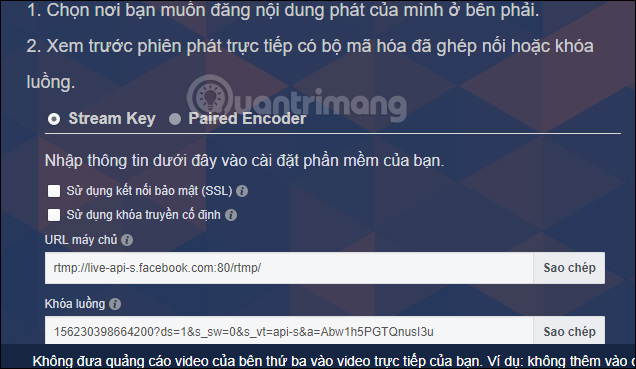 1. Chọn nơi bạn muốn đăng nội dung phát của mình ở bên phải.
2. Xem trước phiên phát trực tiếp có bộ mã hóa đã ghép nối hoặc khóa
luồng.
Quantrimang
Stream Key Paired Encoder
Nhập thông tin dưới đây vào cài đặt phần mềm của bạn.
Sử dụng kết nối bảo mật (SSL)
Sử dụng khóa truyền cố định
URL máy chủ
rtmp://live-api-s.facebook.com:80/rtmp/ Sao chép
Khóa luồng
156230398664200?ds=1&s_sw=0&s_vt=api-s&a=Abw1h5PGTQnusI3u Sao chép
Không đưa quảng cáo video của bên thứ ba vào video trực tiếp của bạn. Ví dụ: không thêm vào